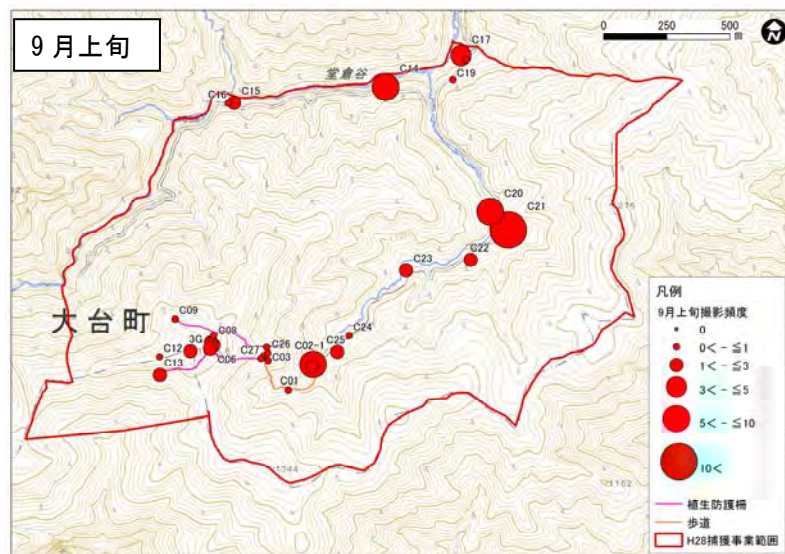 9月上旬
0 250 500
m
N
C17
C14
堂倉谷
C19
C16 C15
C20
C21
C22
C23
大台町
C09
C08
C24
C26
C12 3G
C27 C02-1 C25
C06 C03
C13
C01
1044
1162
凡例
9月上旬撮影頻度
0
0< - ≦1
1< - ≦3
3< - ≦5
5< - ≦10
10<
植生防護柵
歩道
H28捕獲事業範囲